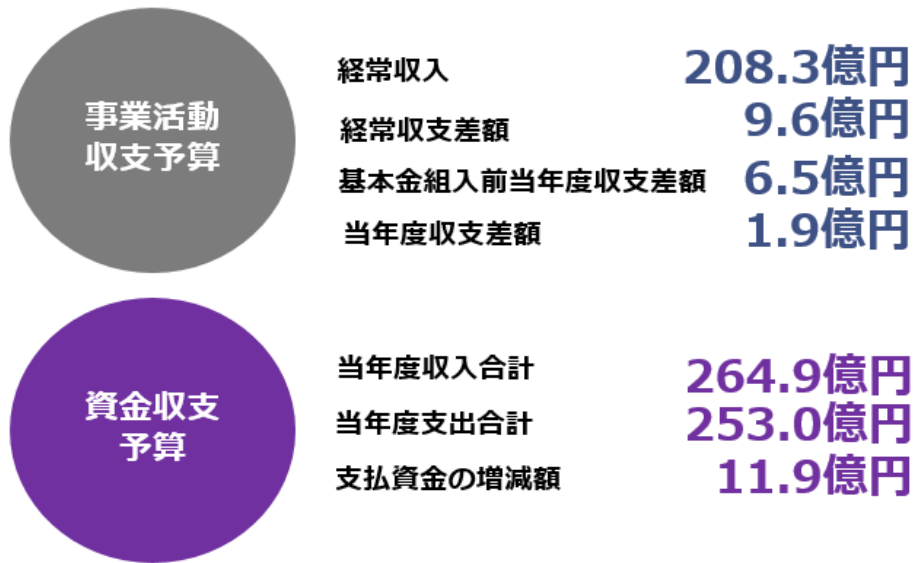 事業活動
収支予算
経常収入 208.3億円
経常収支差額 9.6億円
基本金組入前当年度収支差額 6.5億円
当年度収支差額 1.9億円
資金収支
予算
当年度収入合計 264.9億円
当年度支出合計 253.0億円
支払資金の増減額 11.9億円